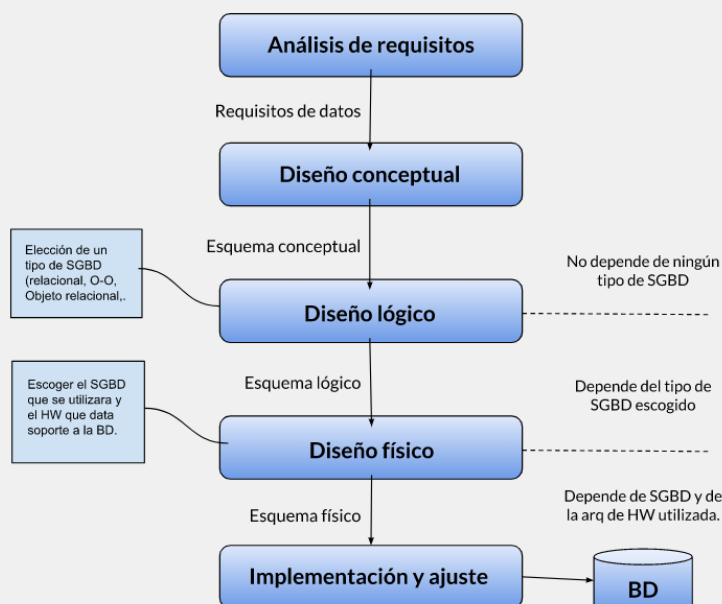 Análisis de requisitos
Requisitos de datos
Diseño conceptual
Esquema conceptual
Elección de un
tipo de SGBD
(relacional, O-O,
Objeto relacional,.
No depende de ningún
tipo de SGBD
Diseño lógico
Esquema lógico
Escoger el SGBD
que se utilizara y
el HW que data
soporte a la BD.
Depende del tipo de
SGBD escogido
Diseño físico
Esquema físico
Depende de SGBD y de
la arq de HW utilizada.
Implementación y ajuste
BD